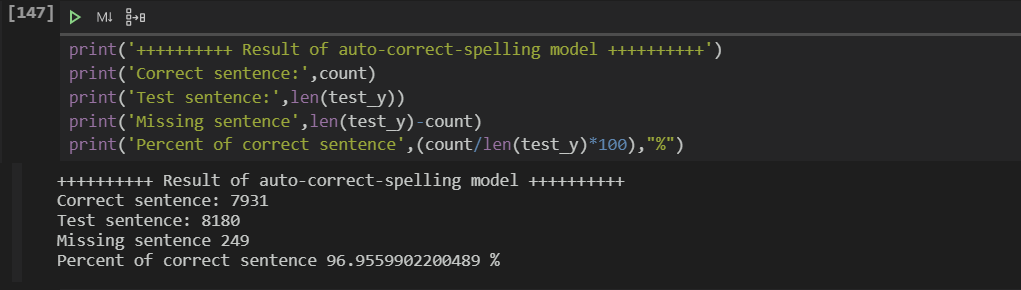 [147]
M↓
print('++++++++++ Result of auto-correct-spelling model ++++++++++')
print('Correct sentence:',count)
print('Test sentence:',len(test_y))
print('Missing sentence',len(test_y)-count)
print('Percent of correct sentence',(count/len(test_y)*100),"%")
++++++++++ Result of auto-correct-spelling model ++++++++++
Correct sentence: 7931
Test sentence: 8180
Missing sentence 249
Percent of correct sentence 96.9559902200489 %